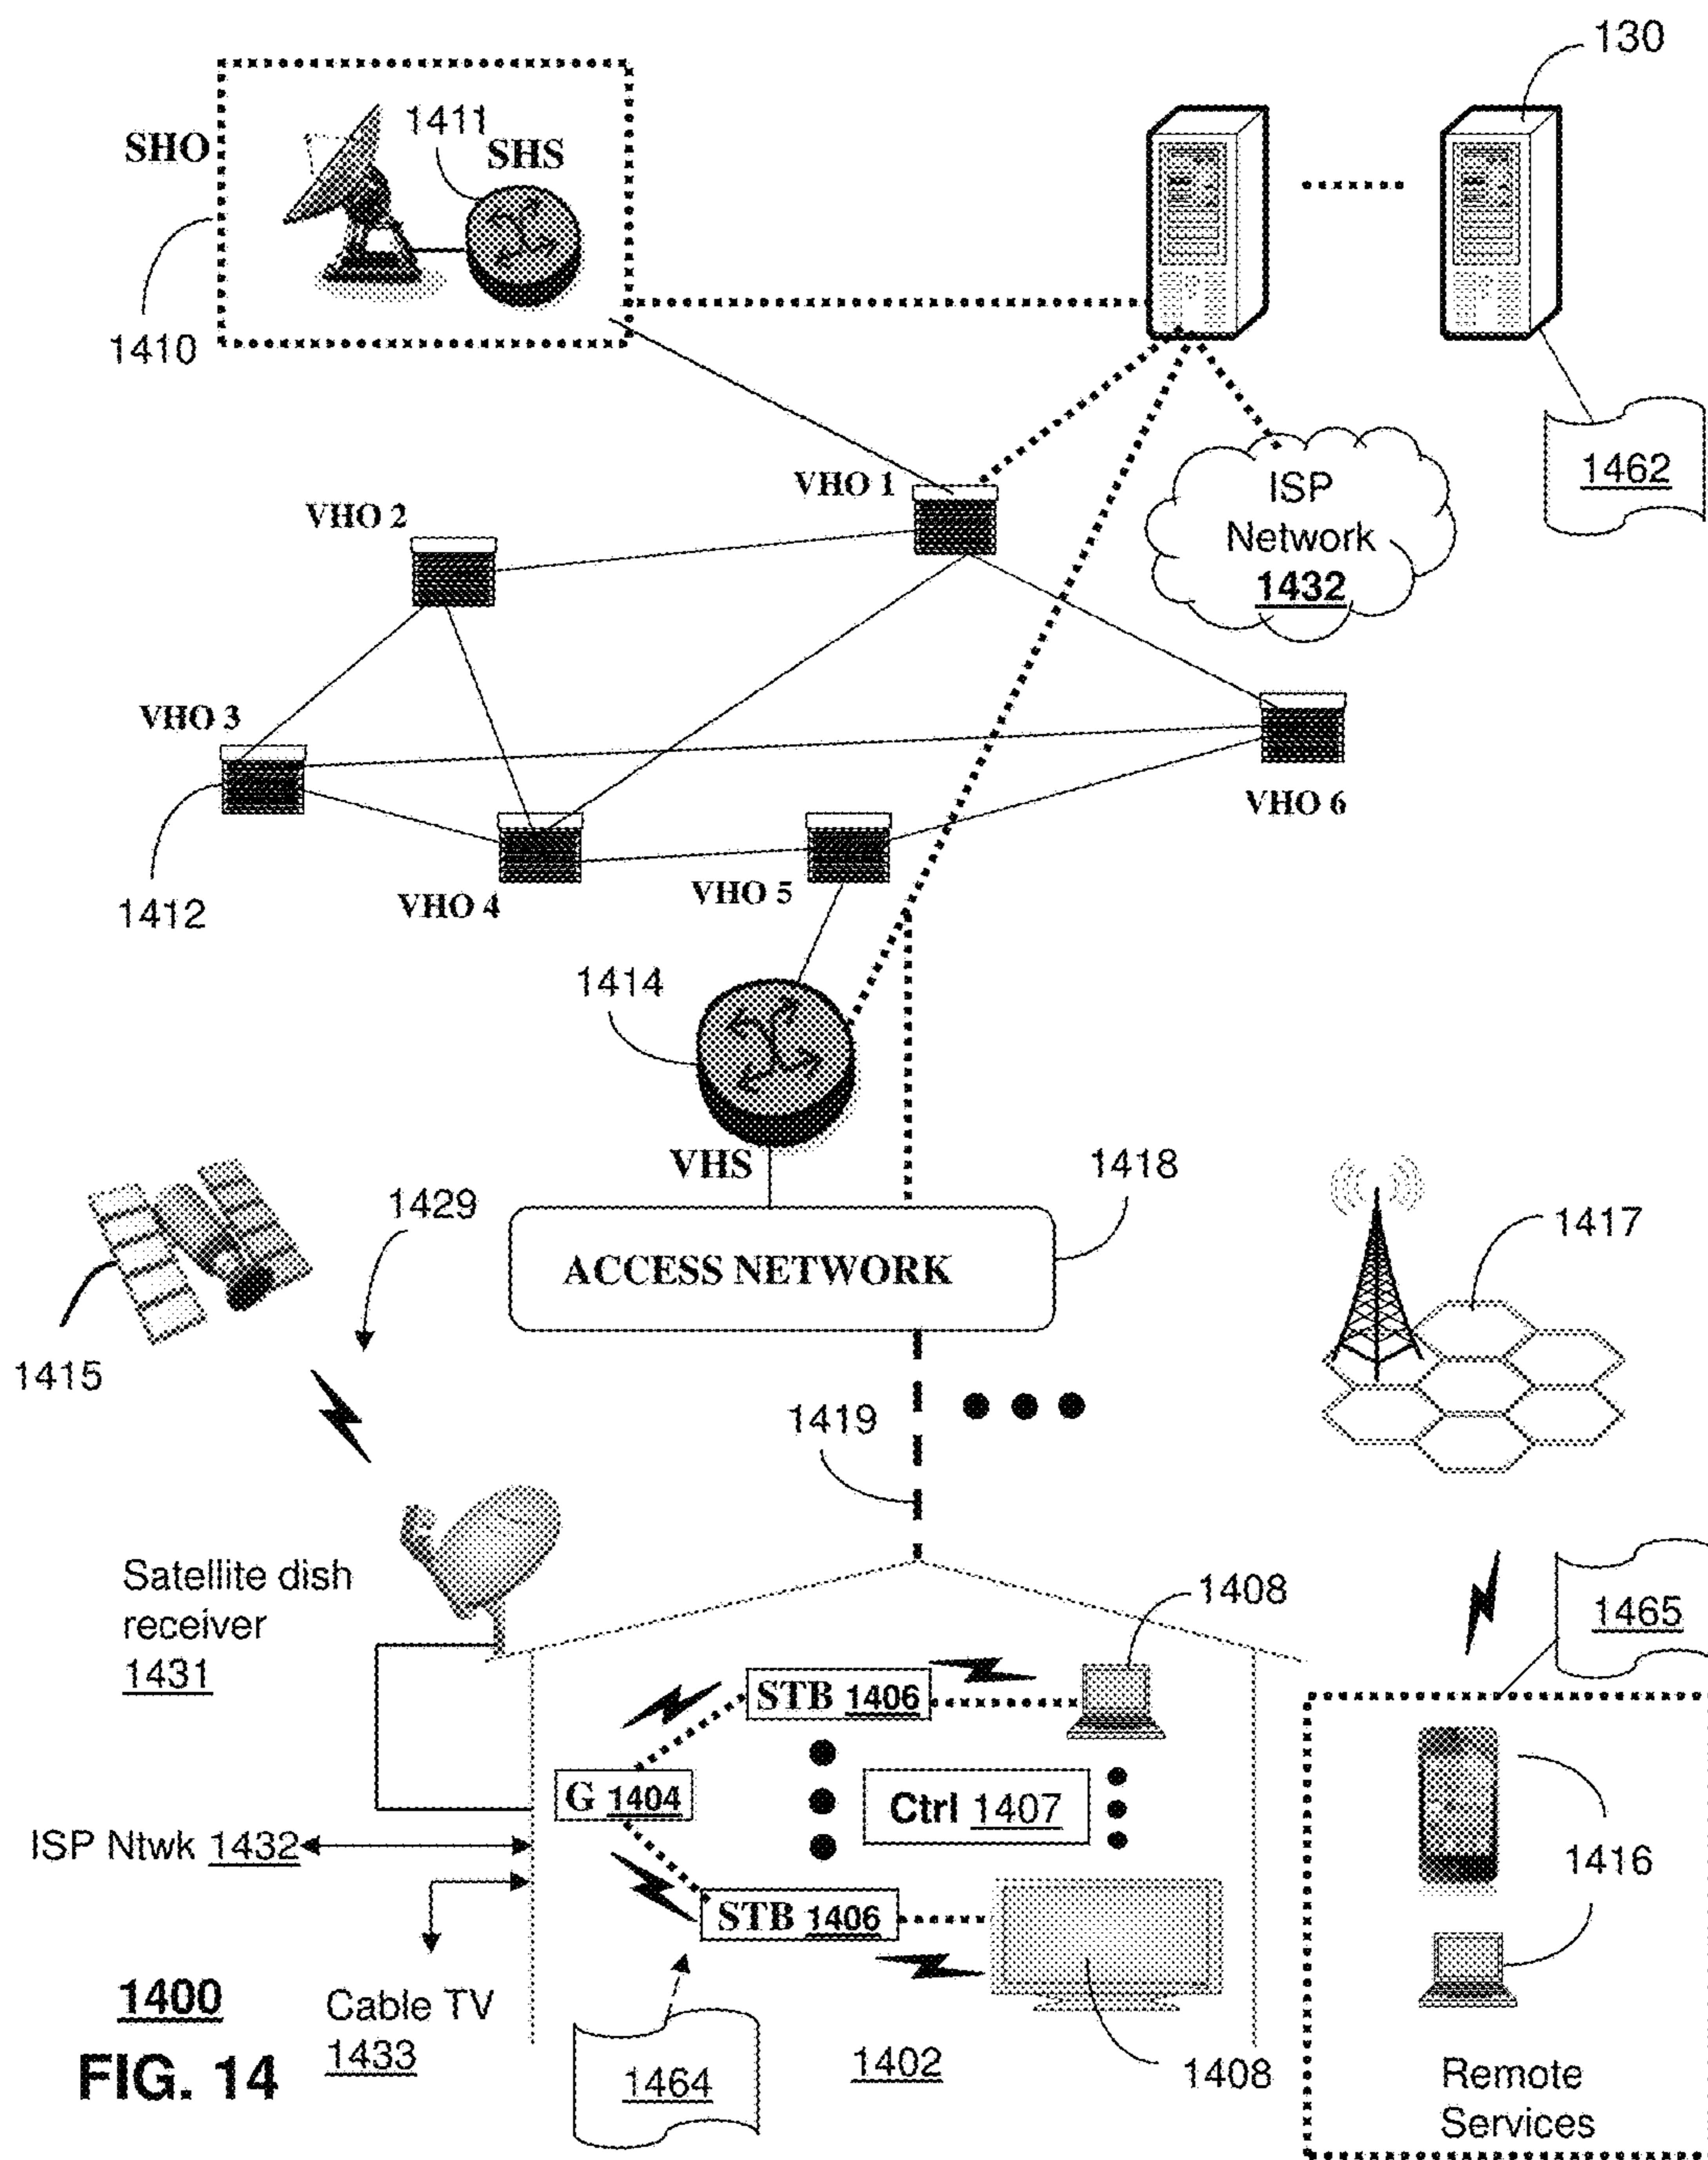 130
1411
SHO
SHS
1410
1462
ISP
Network
1432
VHO 1
VHO 2
VHO 3
VHO 6
VHO 5
VHO 4
1412
1414
VHS
1418
1429
1417
ACCESS NETWORK
1415
1419
Satellite dish
receiver
1431
1408
1465
STB 1406
G 1404
Ctrl 1407
ISP Ntwk 1432
1416
STB 1406
1400
Cable TV
1433
FIG. 14
1464
1402
1408
Remote
Services